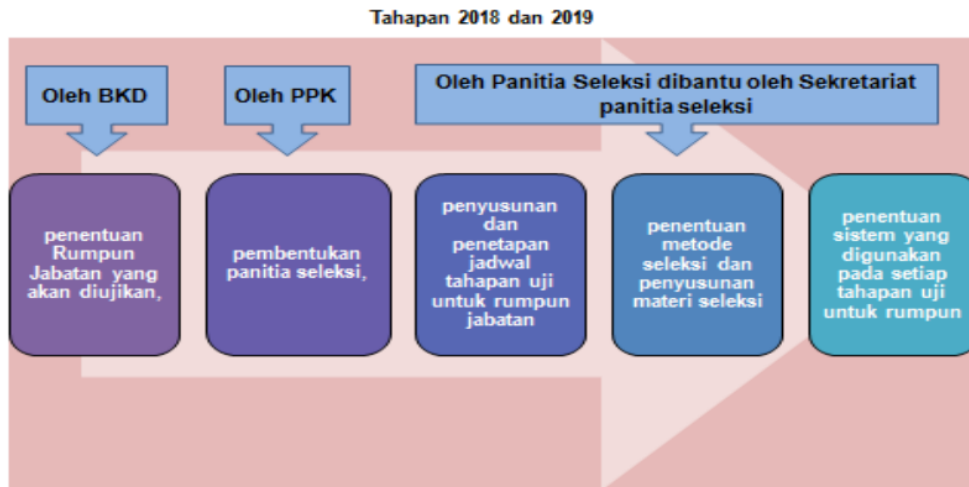 Tahapan 2018 dan 2019
Oleh BKD
Oleh PPK
Oleh Panitia Seleksi dibantu oleh Sekretariat
panitia seleksi
penentuan
Rumpun
Jabatan yang
akan diujikan,
pembentukan
panitia seleksi,
penyusunan
dan
penetapan
jadwal
tahapan uji
untuk rumpun
jabatan
penentuan
metode
seleksi dan
penyusunan
materi seleksi
penentuan
sistem yang
digunakan
pada setiap
tahapan uji
untuk rumpun